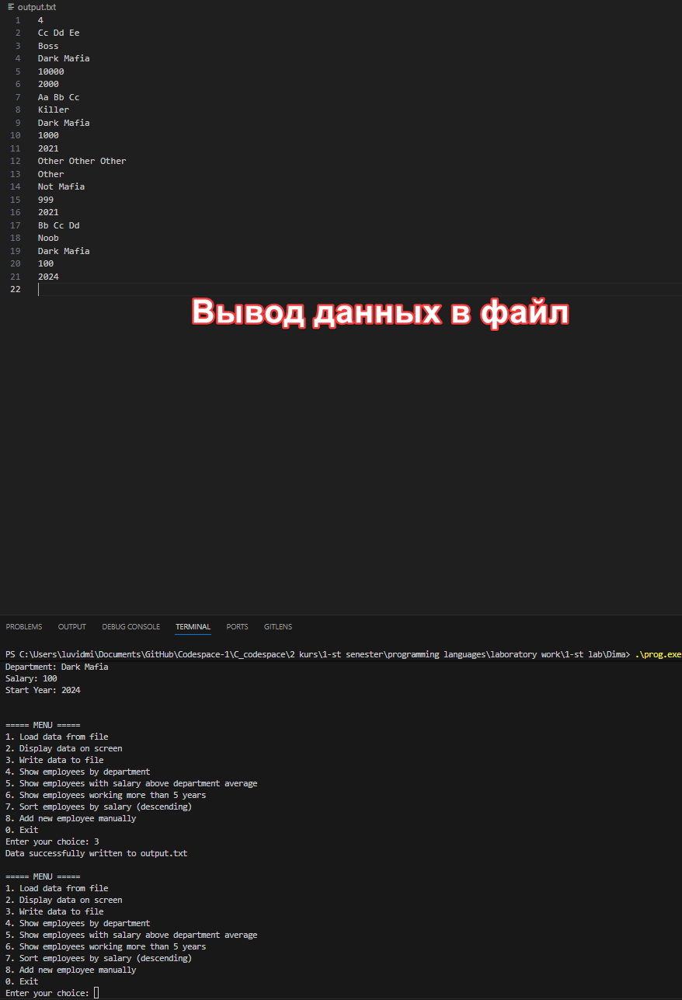 output.txt
1 4
2 Cc Dd Ee
3 Boss
4 Dark Mafia
5 10000
6 2000
7 Aa Bb Cc
8 Killer
9 Dark Mafia
10 1000
11 2021
12 Other Other Other
13 Other
14 Not Mafia
15 999
16 2021
17 Bb Cc Dd
18 Noob
19 Dark Mafia
20 100
21 2024
22
Вывод данных в файл
PROBLEMS OUTPUT DEBUG CONSOLE TERMINAL PORTS GITLENS
PS C:\Users\luvidmi\Documents\GitHub\Codespace-1\C_codespace\2 kurs\1-st senester\programming languages\laboratory work\1-st lab\Dima> .\prog.exe
Department: Dark Mafia
Salary: 100
Start Year: 2024
===== MENU =====
1. Load data from file
2. Display data on screen
3. Write data to file
4. Show employees by department
5. Show employees with salary above department average
6. Show employees working more than 5 years
7. Sort employees by salary (descending)
8. Add new employee manually
0. Exit
Enter your choice: 3
Data successfully written to output.txt
===== MENU =====
1. Load data from file
2. Display data on screen
3. Write data to file
4. Show employees by department
5. Show employees with salary above department average
6. Show employees working more than 5 years
7. Sort employees by salary (descending)
8. Add new employee manually
0. Exit
Enter your choice: